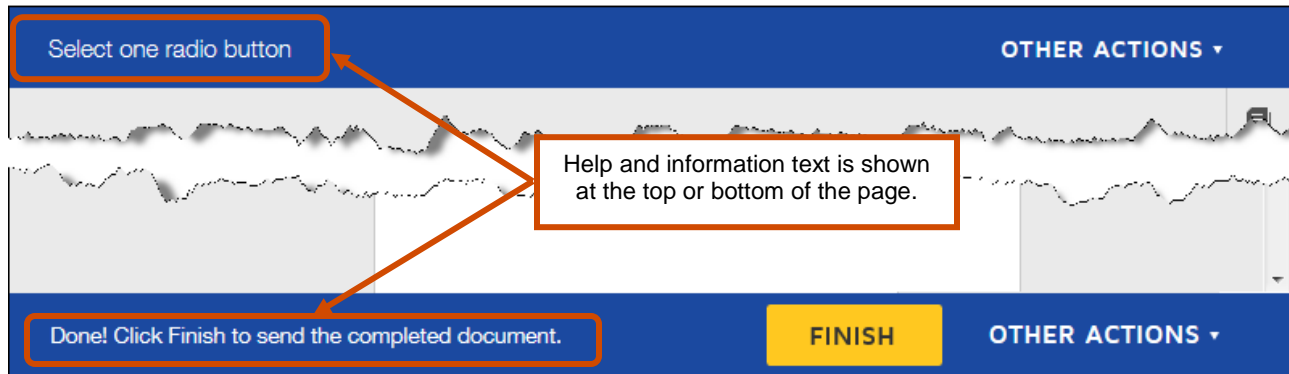 Select one radio button
OTHER ACTIONS ▾
Help and information text is shown
at the top or bottom of the page.
Done! Click Finish to send the completed document.
FINISH
OTHER ACTIONS ▾